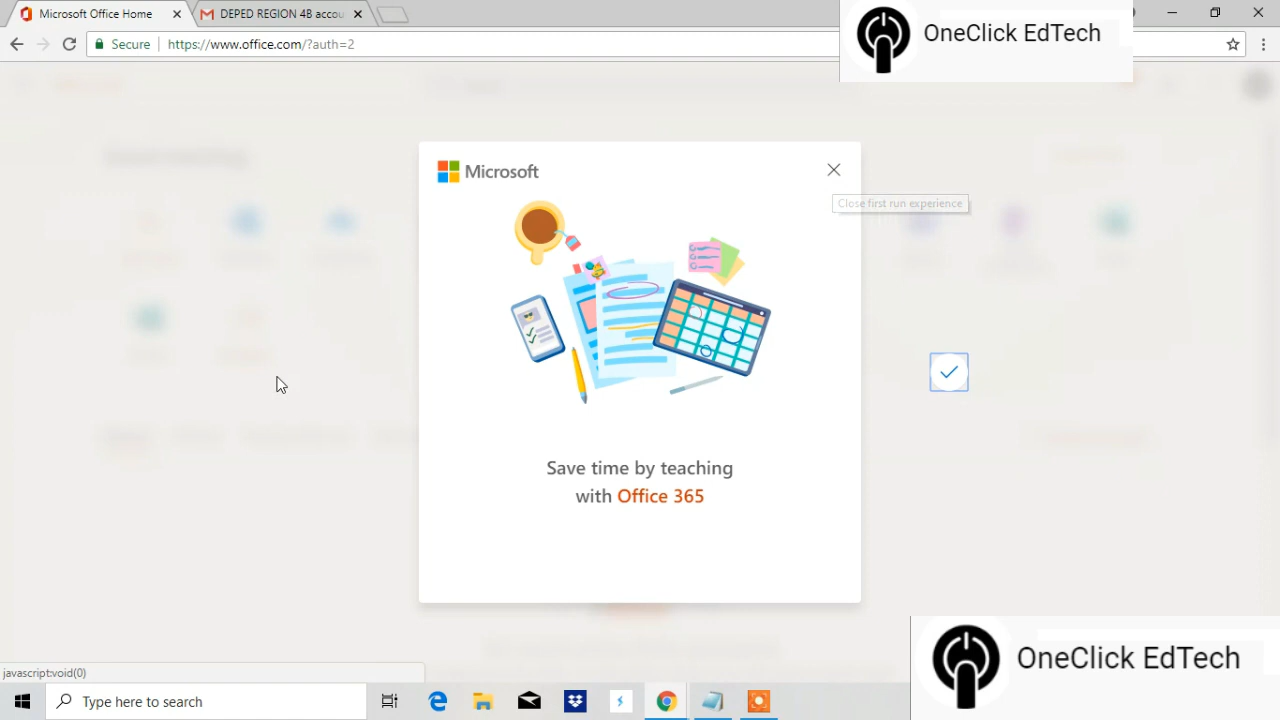 Microsoft Office Home
DEPED REGION 4B accou
Secure
https://www.office.com/?auth=2
OneClick EdTech
Microsoft
Close first run experience
Save time by teaching
with Office 365
javascript:void(0)
OneClick EdTech
Type here to search